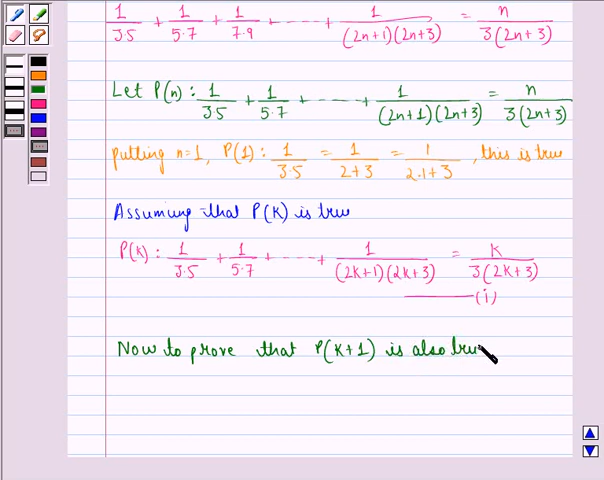 1/3.5 + 1/5.7 + 1/7.9 + ------ + 1/(2n+1)(2n+3) = n/3(2n+3)
Let P(n) : 1/3.5 + 1/5.7 + ------ + 1/(2n+1)(2n+3) = n/3(2n+3)
putting n=1, P(1) : 1/3.5 = 1/2+3 = 1/2.1+3 , this is true
Assuming that P(K) is true
P(k) : 1/3.5 + 1/5.7 + ------ + 1/(2k+1)(2k+3) = k/3(2k+3)
(i)
Now to prove that P(K+1) is also tru